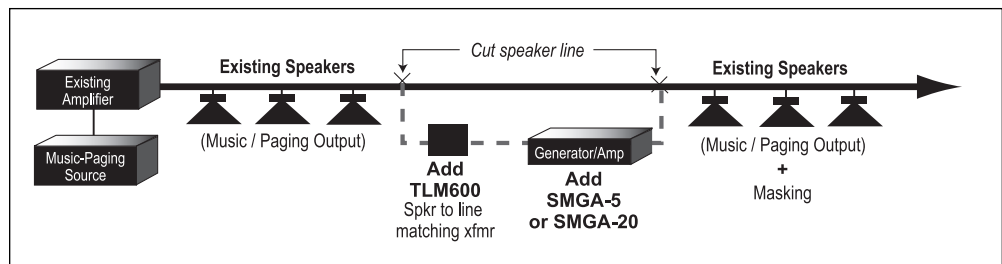 Cut speaker line
Existing Speakers
Existing Speakers
Existing
Amplifier
(Music / Paging Output)
Music-Paging
Source
Generator/Amp
Add
TLM600
Spkr to line
matching xfmr
Add
SMGA-5
or SMGA-20
(Music / Paging Output)
+
Masking